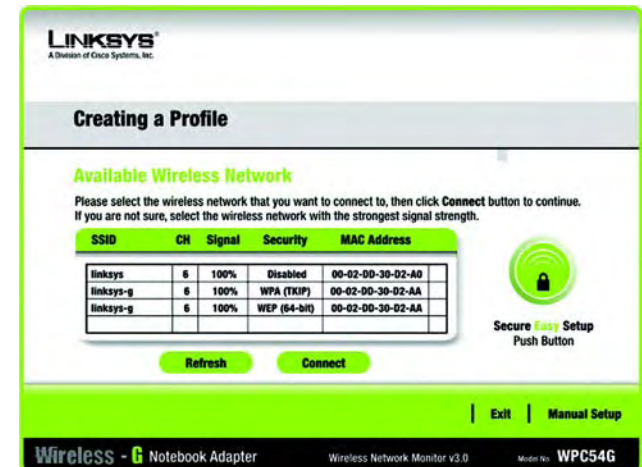 LINKSYS®
A Division of Cisco Systems, Inc.
Creating a Profile
Available Wireless Network
Please select the wireless network that you want to connect to, then click Connect button to continue.
If you are not sure, select the wireless network with the strongest signal strength.
SSID CH Signal Security MAC Address
linksys 6 100% Disabled 00-02-DD-30-D2-A0
linksys-g 6 100% WPA (TKIP) 00-02-DD-30-D2-AA
linksys-g 6 100% WEP (64-bit) 00-02-DD-30-D2-AA
Secure Easy Setup
Push Button
Refresh Connect
Exit Manual Setup
Wireless - G Notebook Adapter Wireless Network Monitor v3.0 Model No. WPC54G